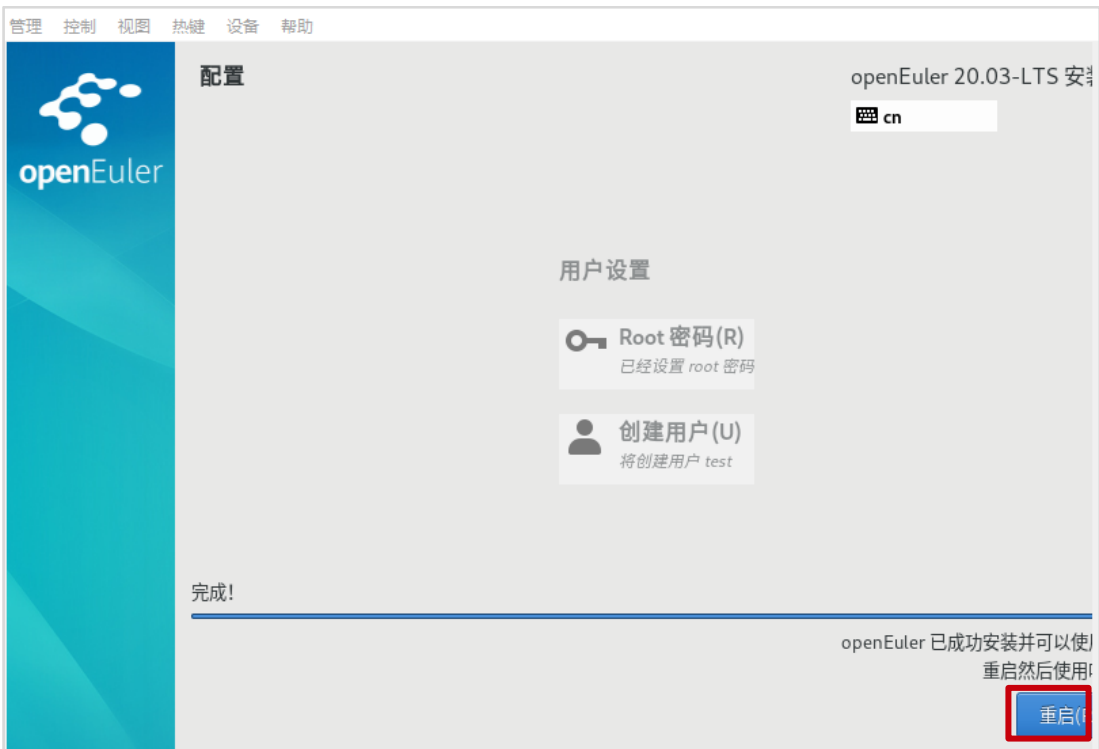 管理 控制 视图 热键 设备 帮助
openEuler
配置
openEuler 20.03-LTS 安
cn
用户设置
Root 密码(R)
已经设置 root 密码
创建用户(U)
将创建用户 test
完成!
openEuler 已成功安装并可以使
重启然后使用
重启(